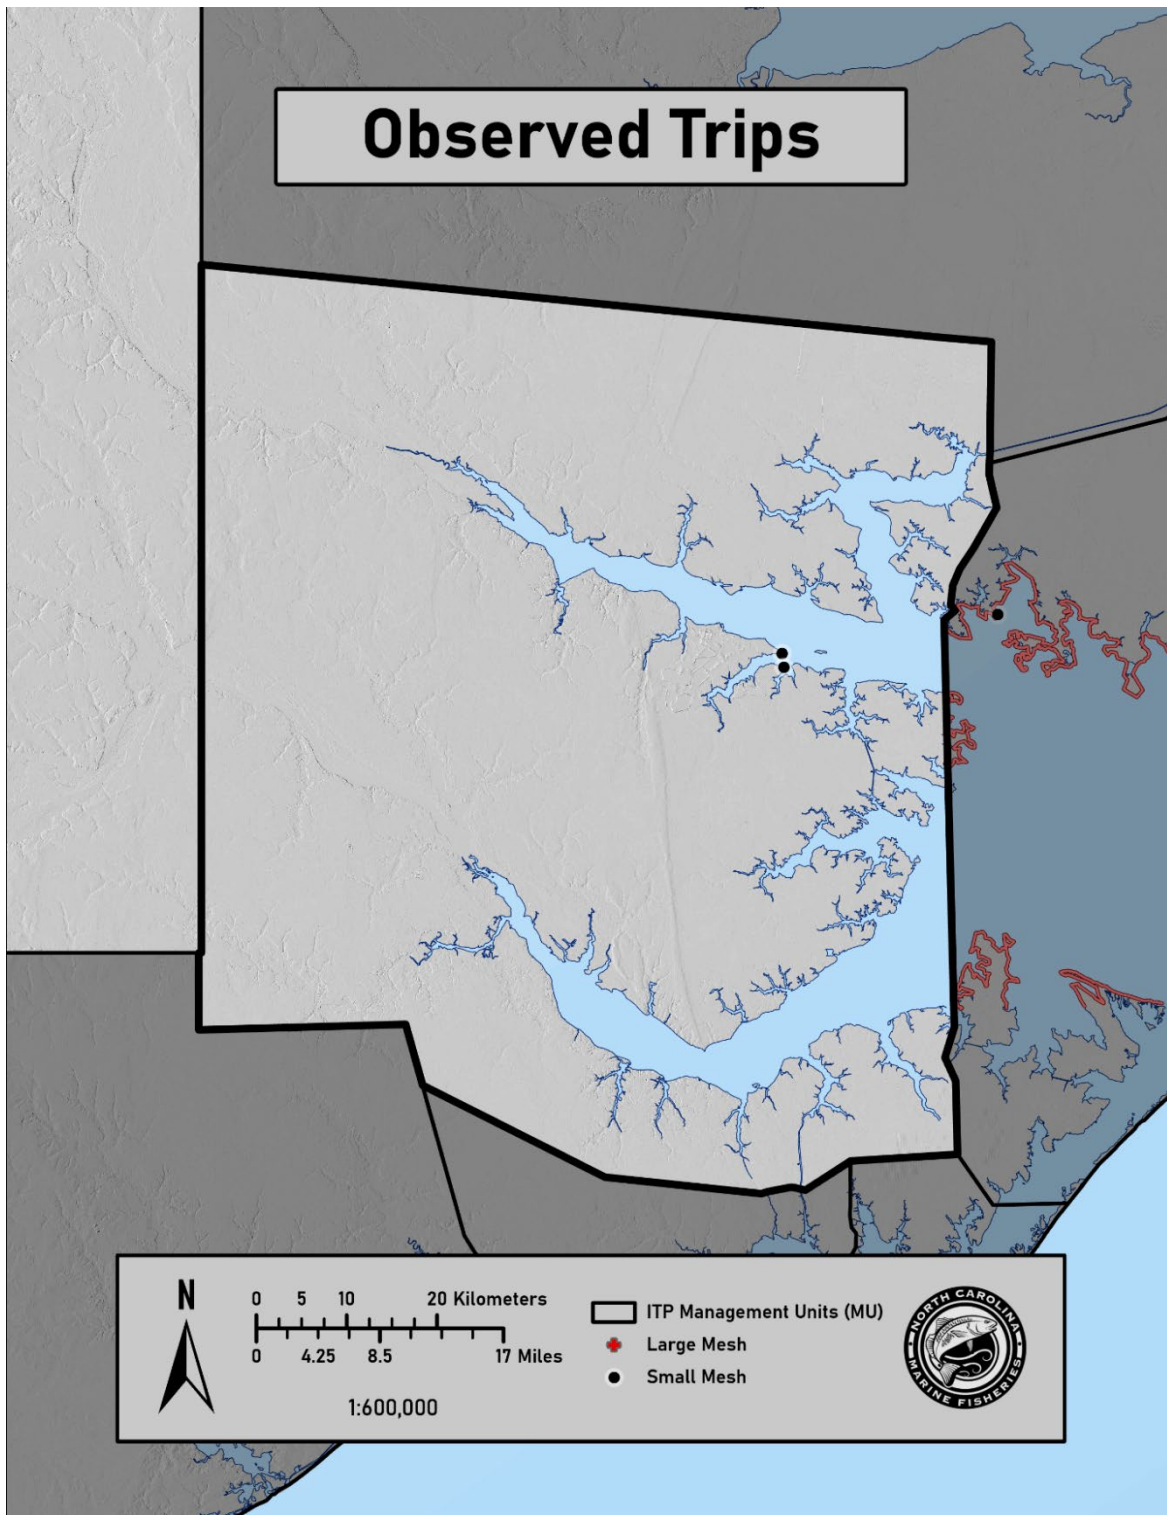 Observed Trips
N
0 5 10 20 Kilometers
0 4.25 8.5 17 Miles
1:600,000
ITP Management Units (MU)
Large Mesh
Small Mesh
NORTH CAROLINA
MARINE FISHERIES